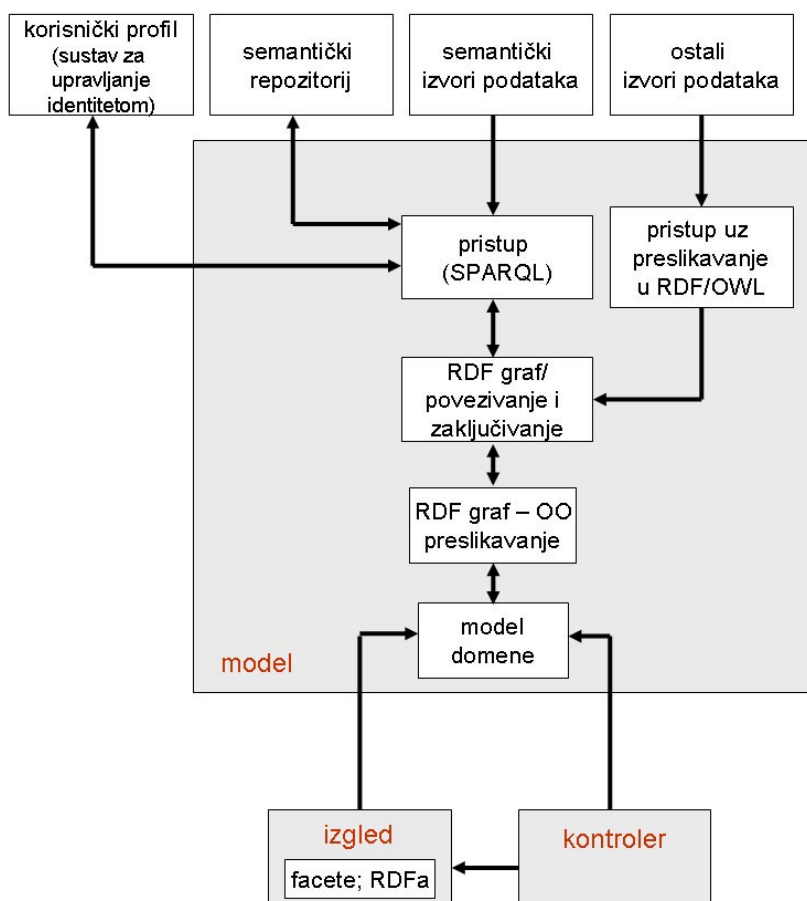 korisnički profil
(sustav za
upravljanje
identitetom)
semantički
repozitorij
semantički
izvori podataka
ostali
izvori podataka
pristup
(SPARQL)
pristup uz
preslikavanje
u RDF/OWL
RDF graf/
povezivanje i
zaključivanje
RDF graf – OO
preslikavanje
model
domene
model
izgled
facete; RDFa
kontroler